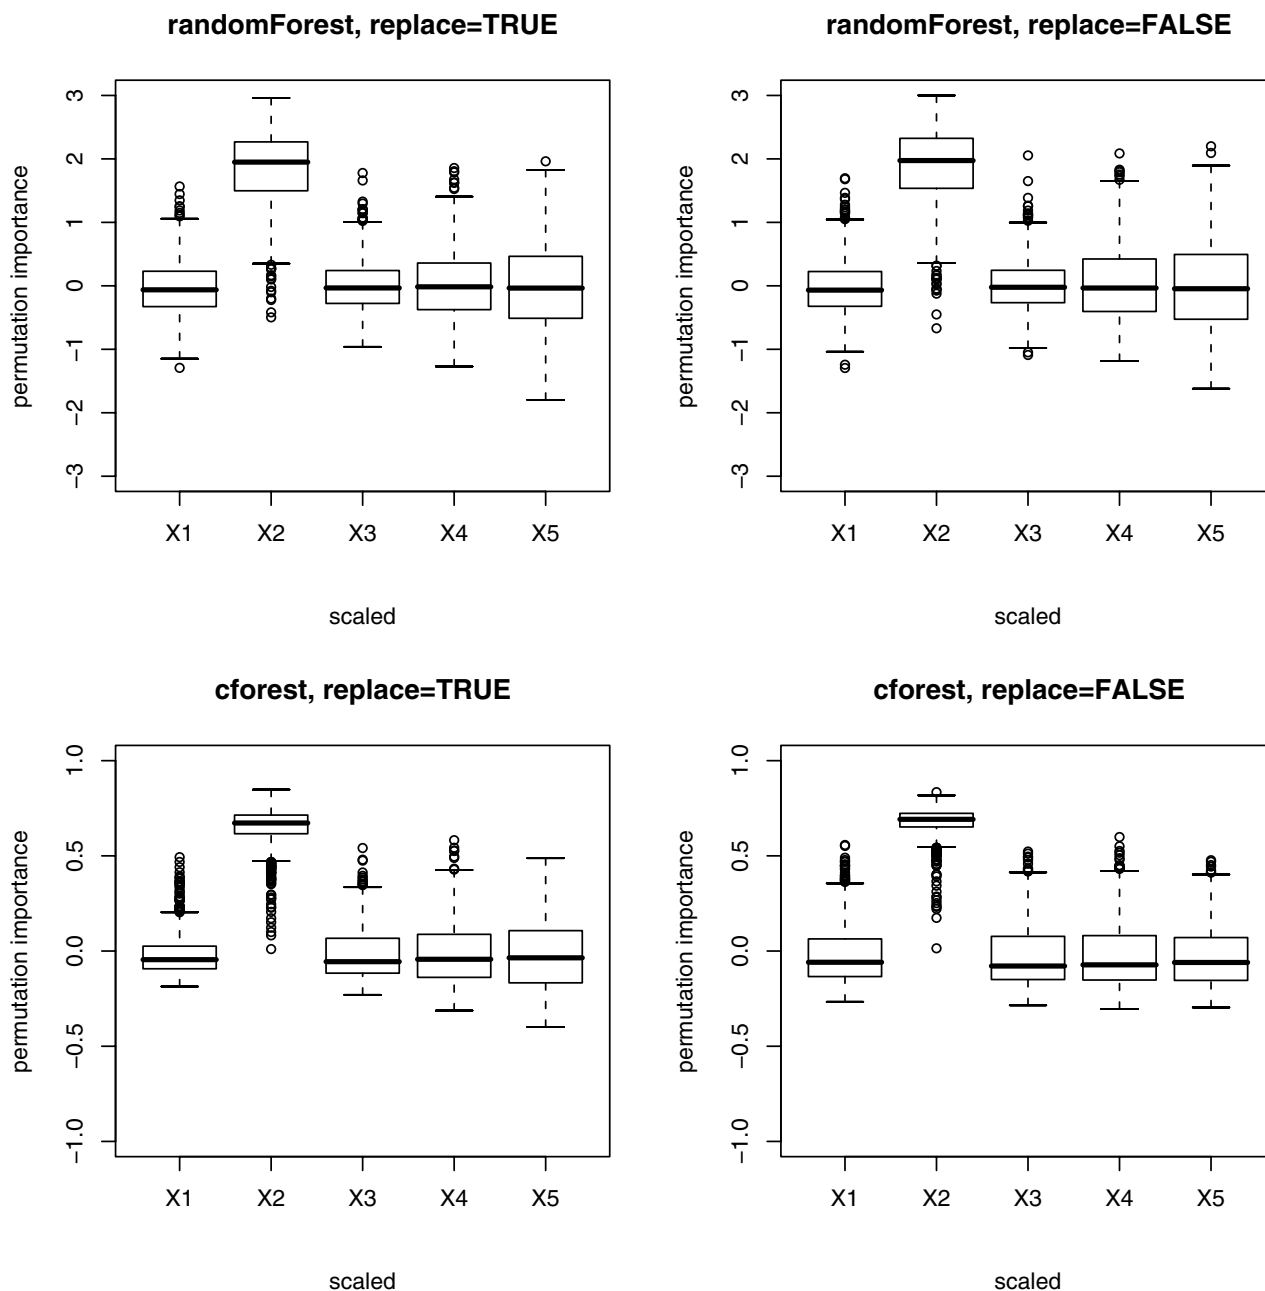 randomForest, replace=TRUE
permutation importance
3
2
1
0
−1
−2
−3
X1 X2 X3 X4 X5
scaled
randomForest, replace=FALSE
permutation importance
3
2
1
0
−1
−2
−3
X1 X2 X3 X4 X5
scaled
cforest, replace=TRUE
permutation importance
1.0
0.5
0.0
−0.5
−1.0
X1 X2 X3 X4 X5
scaled
cforest, replace=FALSE
permutation importance
1.0
0.5
0.0
−0.5
−1.0
X1 X2 X3 X4 X5
scaled